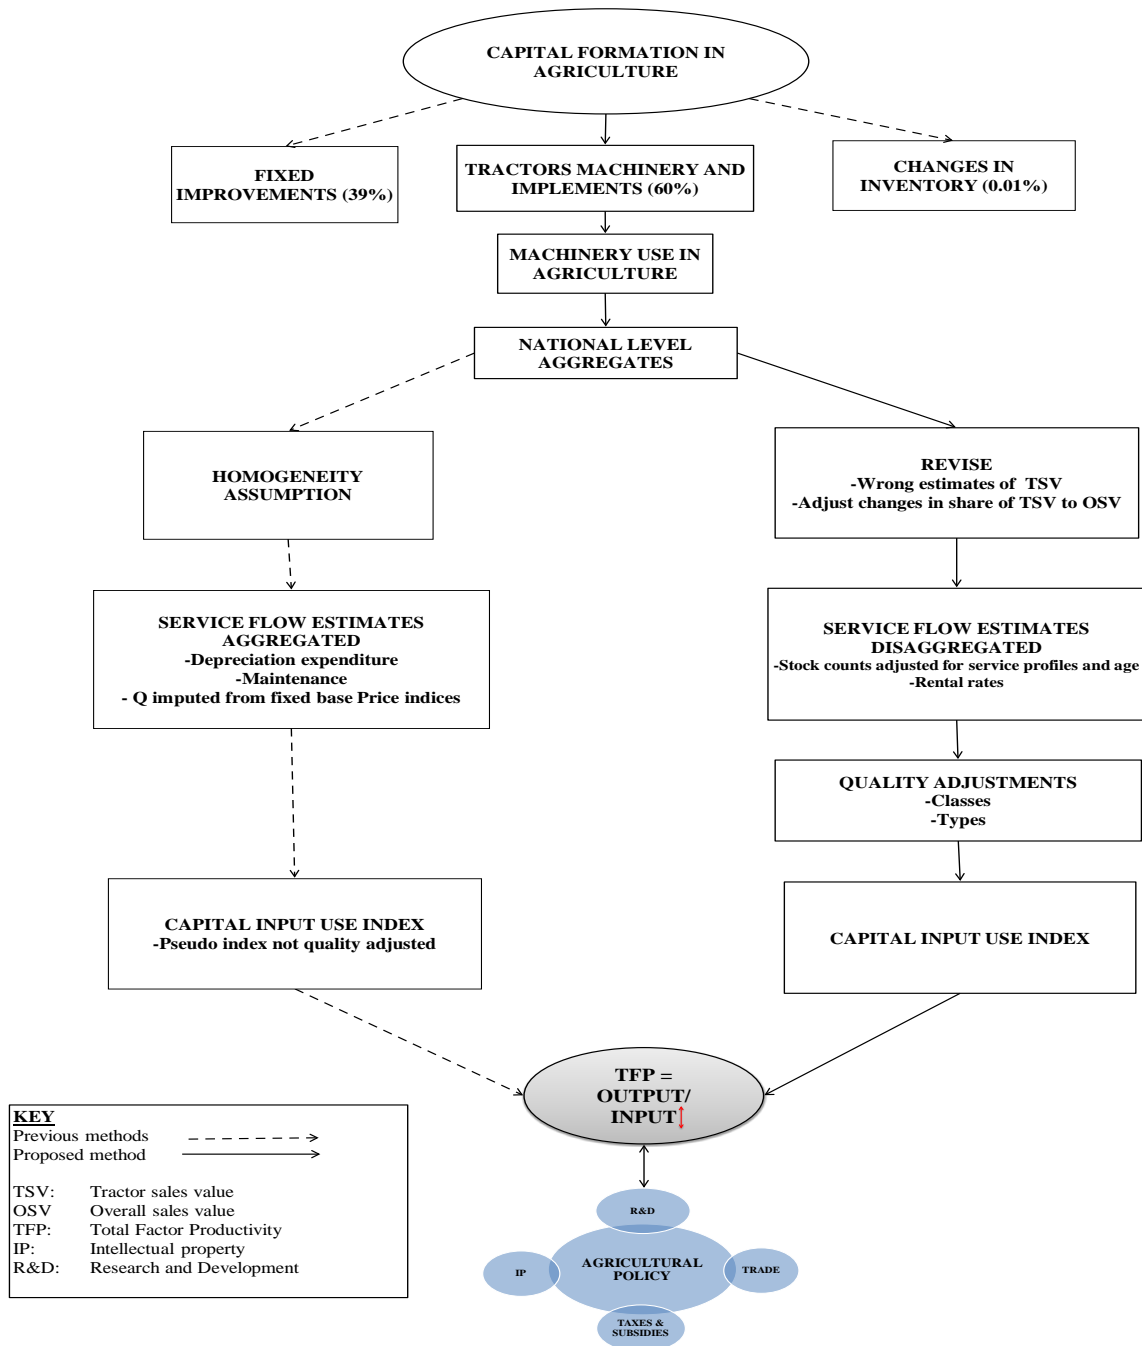 CAPITAL FORMATION IN
AGRICULTURE
FIXED
IMPROVEMENTS (39%)
TRACTORS MACHINERY AND
IMPLEMENTS (60%)
CHANGES IN
INVENTORY (0.01%)
MACHINERY USE IN
AGRICULTURE
NATIONAL LEVEL
AGGREGATES
HOMOGENEITY
ASSUMPTION
REVISE
-Wrong estimates of TSV
-Adjust changes in share of TSV to OSV
SERVICE FLOW ESTIMATES
AGGREGATED
-Depreciation expenditure
-Maintenance
- Q imputed from fixed base Price indices
SERVICE FLOW ESTIMATES
DISAGGREGATED
-Stock counts adjusted for service profiles and age
-Rental rates
QUALITY ADJUSTMENTS
-Classes
-Types
CAPITAL INPUT USE INDEX
-Pseudo index not quality adjusted
CAPITAL INPUT USE INDEX
TFP =
OUTPUT/
INPUT
KEY
Previous methods
Proposed method
TSV: Tractor sales value
OSV Overall sales value
TFP: Total Factor Productivity
IP: Intellectual property
R&D: Research and Development
R&D
IP
AGRICULTURAL
POLICY
TRADE
TAXES &
SUBSIDIES